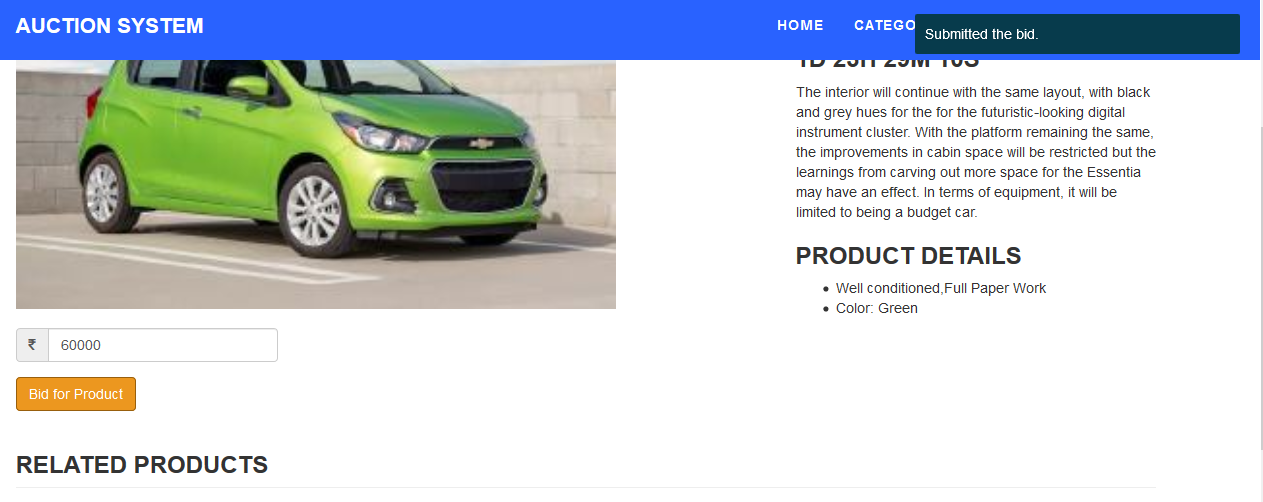 AUCTION SYSTEM
HOME
CATEGO
Submitted the bid.
1D 23H 29M 10S
The interior will continue with the same layout, with black
and grey hues for the for the futuristic-looking digital
instrument cluster. With the platform remaining the same,
the improvements in cabin space will be restricted but the
learnings from carving out more space for the Essentia
may have an effect. In terms of equipment, it will be
limited to being a budget car.
PRODUCT DETAILS
Well conditioned,Full Paper Work
Color: Green
₹ 60000
Bid for Product
RELATED PRODUCTS